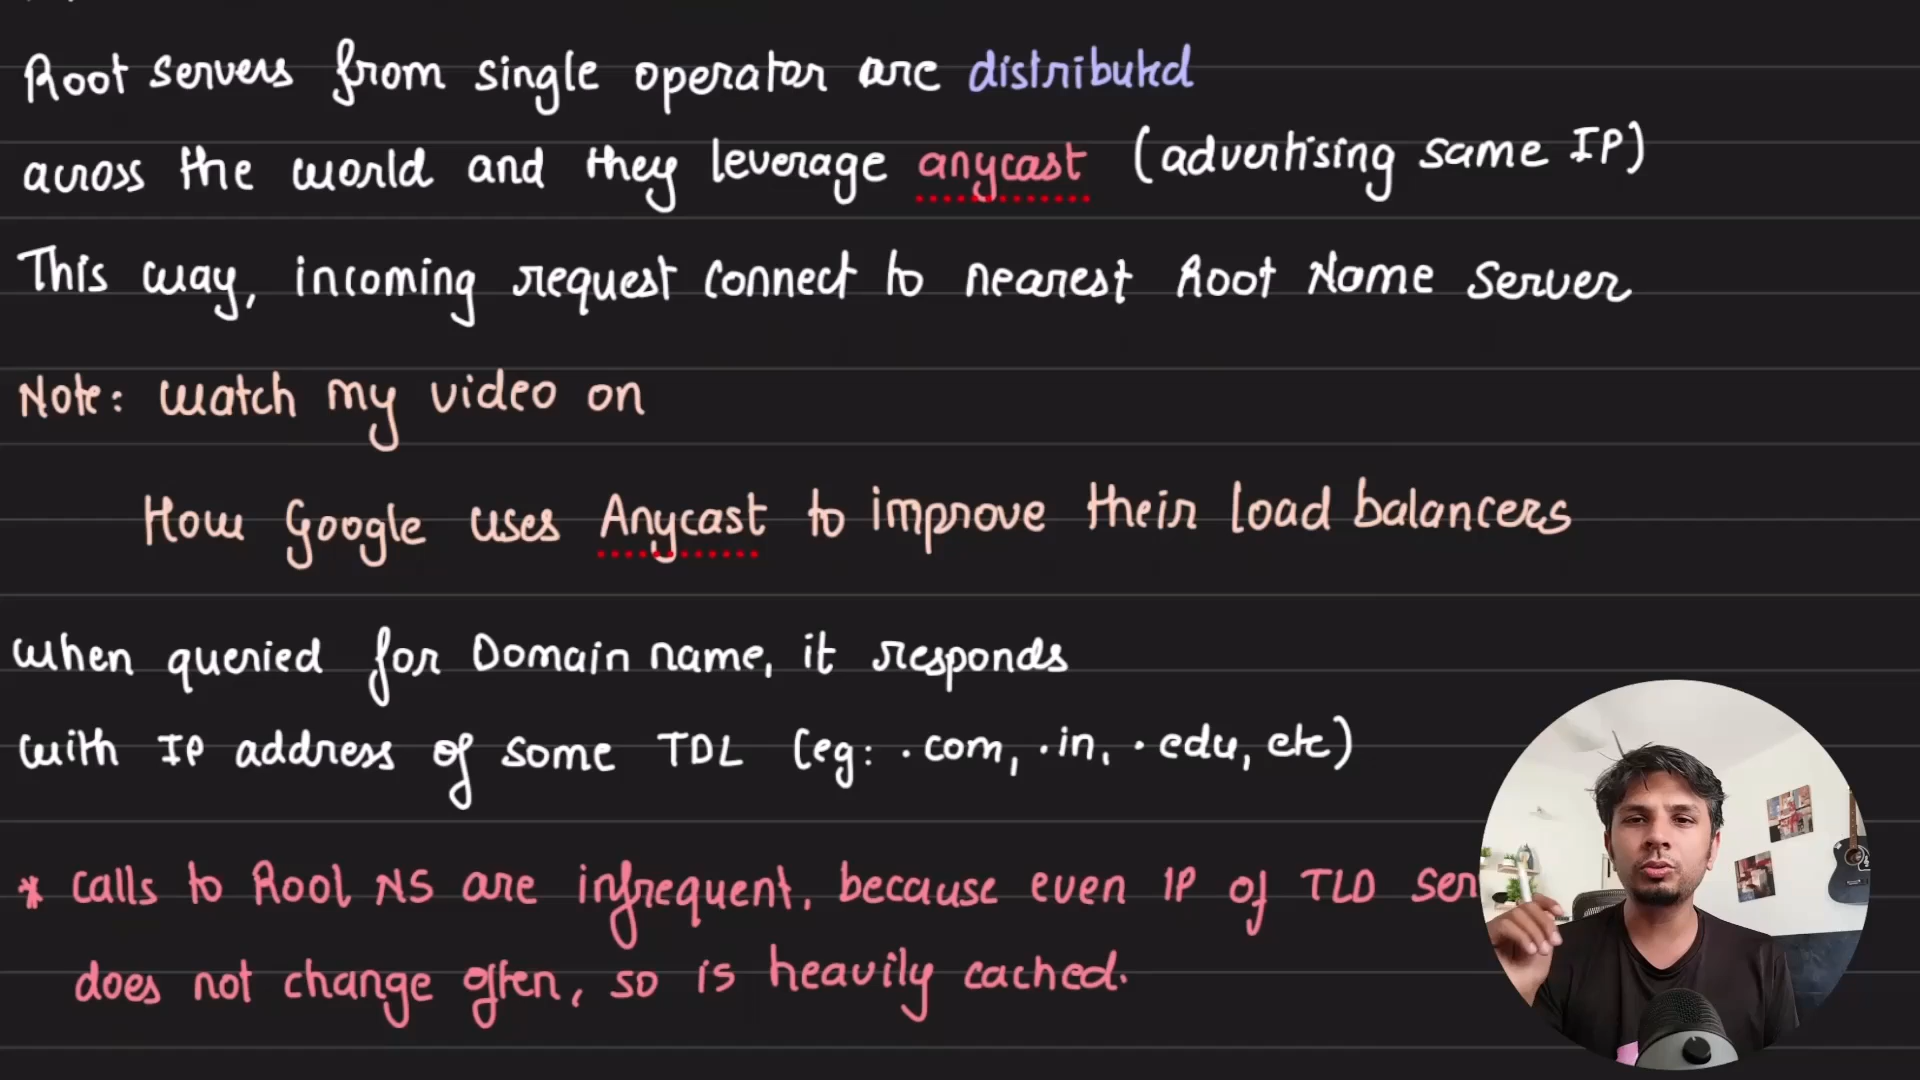 Root servers from single operator are distributed
across the world and they leverage anycast (advertising same IP)
This way, incoming request connect to nearest Root Name Server
Note: Watch my video on
How Google uses Anycast to improve their load balancers
When queried for Domain name, it responds
with IP address of some TDL (eg: .com, .in, .edu, etc)
* Calls to Root NS are infrequent, because even IP of TLD ser
does not change often, so is heavily cached.